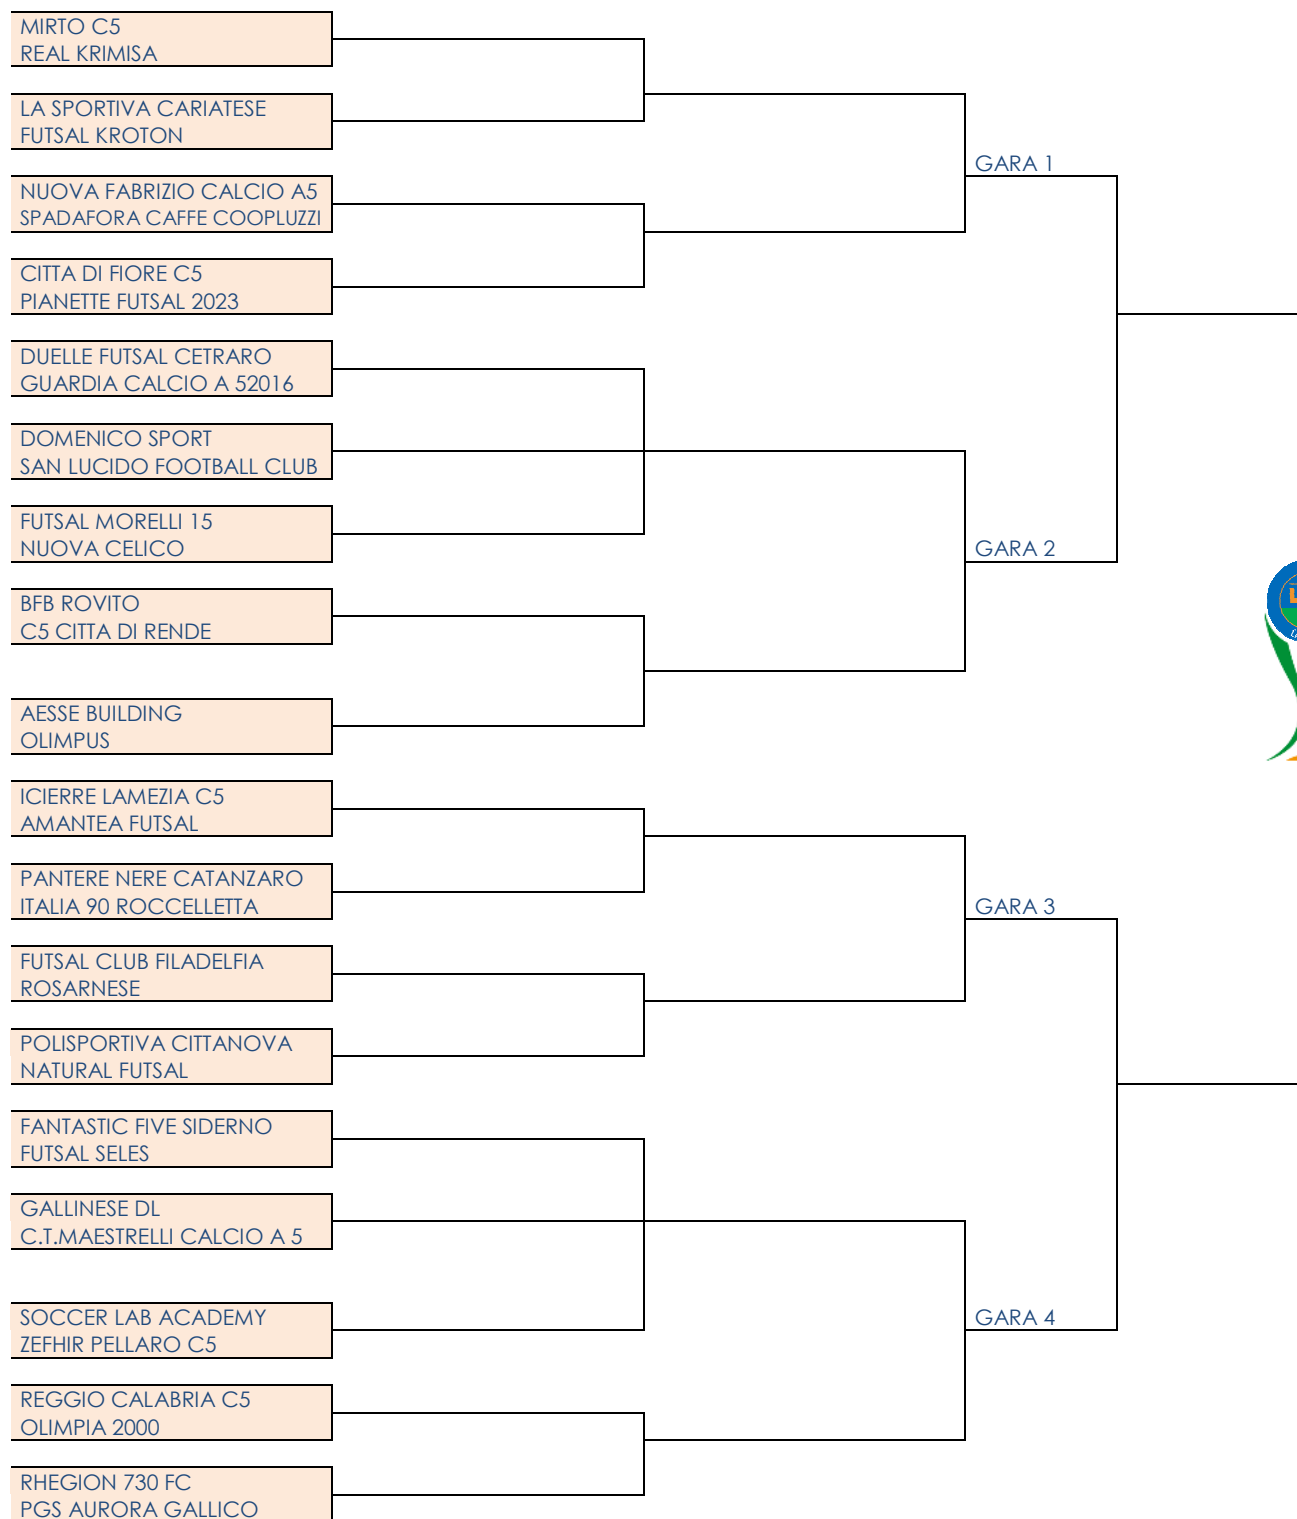 MIRTO C5
REAL KRIMISA
LA SPORTIVA CARIATESE
FUTSAL KROTON
GARA 1
NUOVA FABRIZIO CALCIO A5
SPADAFORA CAFFE COOPLUZZI
CITTA DI FIORE C5
PIANETTE FUTSAL 2023
DUELLE FUTSAL CETRARO
GUARDIA CALCIO A 52016
DOMENICO SPORT
SAN LUCIDO FOOTBALL CLUB
FUTSAL MORELLI 15
NUOVA CELICO
GARA 2
BFB ROVITO
C5 CITTA DI RENDE
AESSE BUILDING
OLIMPUS
ICIERRE LAMEZIA C5
AMANTEA FUTSAL
PANTERE NERE CATANZARO
ITALIA 90 ROCCELLETTA
GARA 3
FUTSAL CLUB FILADELFIA
ROSARNESE
POLISPORTIVA CITTANOVA
NATURAL FUTSAL
FANTASTIC FIVE SIDERNO
FUTSAL SELES
GALLINESE DL
C.T.MAESTRELLI CALCIO A 5
SOCCER LAB ACADEMY
ZEFHIR PELLARO C5
GARA 4
REGGIO CALABRIA C5
OLIMPIA 2000
RHEGION 730 FC
PGS AURORA GALLICO